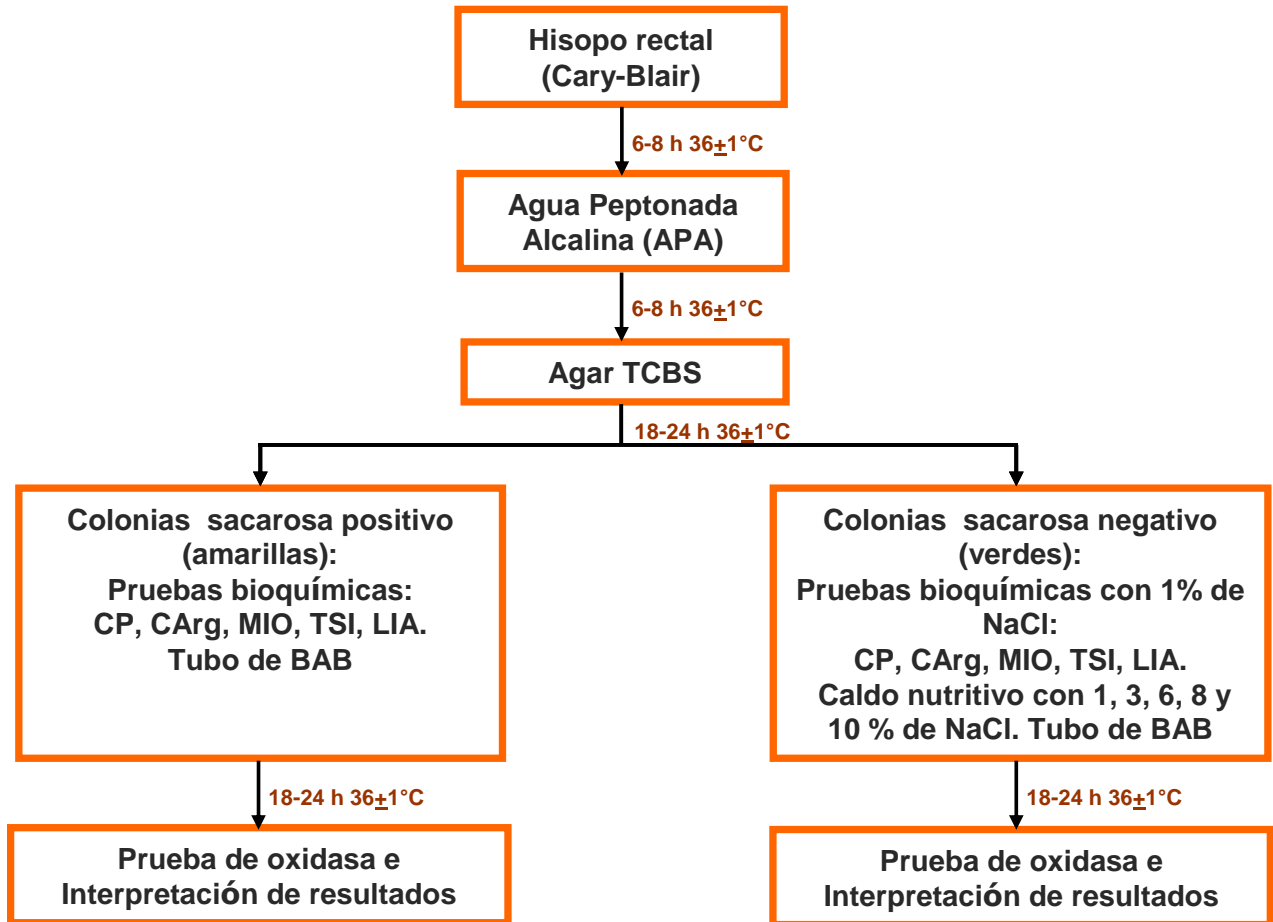 Hisopo rectal
(Cary-Blair)
6-8 h 36±1°C
Agua Peptonada
Alcalina (APA)
6-8 h 36±1°C
Agar TCBS
18-24 h 36±1°C
Colonias sacarosa positivo
(amarillas):
Pruebas bioquímicas:
CP, CArg, MIO, TSI, LIA.
Tubo de BAB
18-24 h 36±1°C
Prueba de oxidasa e
Interpretación de resultados
Colonias sacarosa negativo
(verdes):
Pruebas bioquímicas con 1% de
NaCl:
CP, CArg, MIO, TSI, LIA.
Caldo nutritivo con 1, 3, 6, 8 y
10 % de NaCl. Tubo de BAB
18-24 h 36±1°C
Prueba de oxidasa e
Interpretación de resultados